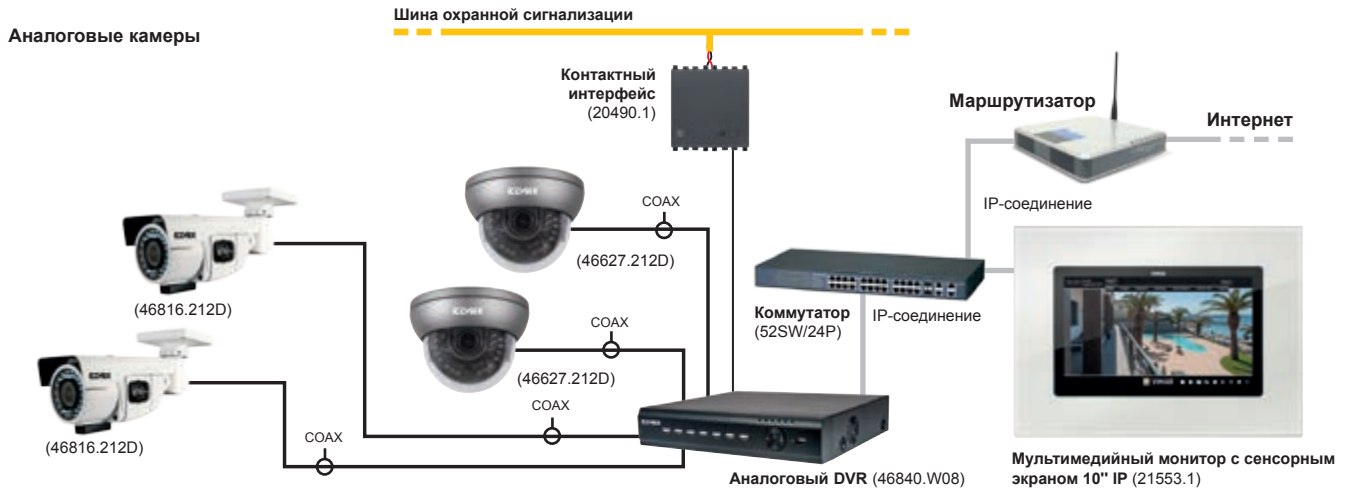 Шина охранной сигнализации
Аналоговые камеры
Контактный
интерфейс
(20490.1)
Маршрутизатор
Интернет
IP-соединение
COAX
(46627.212D)
(46816.212D)
Коммутатор
(52SW/24P)
IP-соединение
COAX
(46627.212D)
COAX
(46816.212D)
COAX
Аналоговый DVR (46840.W08)
Мультимедийный монитор с сенсорным
экраном 10" IP (21553.1)